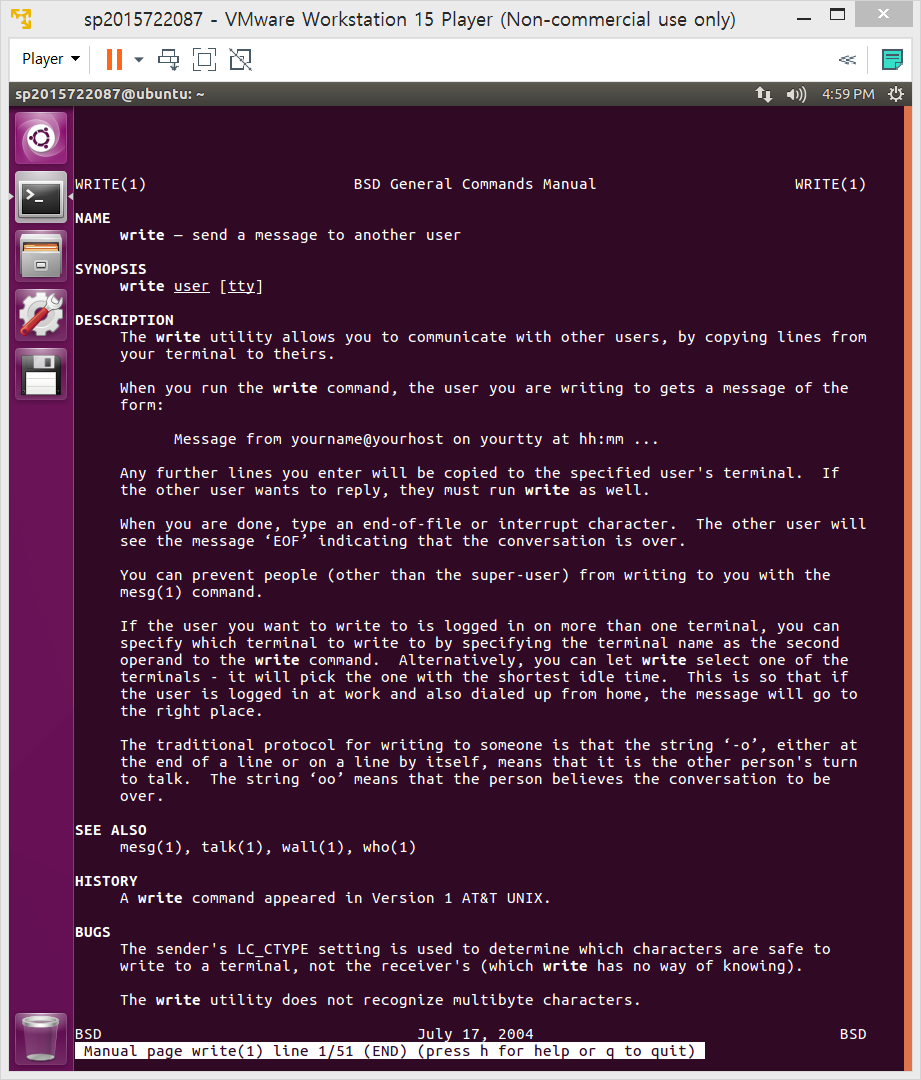 sp2015722087 - VMware Workstation 15 Player (Non-commercial use only)
Player
sp2015722087@ubuntu: ~
4:59 PM
WRITE(1) BSD General Commands Manual WRITE(1)
NAME
write — send a message to another user
SYNOPSIS
write user [tty]
DESCRIPTION
The write utility allows you to communicate with other users, by copying lines from
your terminal to theirs.
When you run the write command, the user you are writing to gets a message of the
form:
Message from yourname@yourhost on yourtty at hh:mm ...
Any further lines you enter will be copied to the specified user's terminal.  If
the other user wants to reply, they must run write as well.
When you are done, type an end-of-file or interrupt character.  The other user will
see the message ‘EOF’ indicating that the conversation is over.
You can prevent people (other than the super-user) from writing to you with the
mesg(1) command.
If the user you want to write to is logged in on more than one terminal, you can
specify which terminal to write to by specifying the terminal name as the second
operand to the write command.  Alternatively, you can let write select one of the
terminals - it will pick the one with the shortest idle time.  This is so that if
the user is logged in at work and also dialed up from home, the message will go to
the right place.
The traditional protocol for writing to someone is that the string ‘-o’, either at
the end of a line or on a line by itself, means that it is the other person's turn
to talk.  The string ‘oo’ means that the person believes the conversation to be
over.
SEE ALSO
mesg(1), talk(1), wall(1), who(1)
HISTORY
A write command appeared in Version 1 AT&T UNIX.
BUGS
The sender's LC_CTYPE setting is used to determine which characters are safe to
write to a terminal, not the receiver's (which write has no way of knowing).
The write utility does not recognize multibyte characters.
BSD July 17, 2004 BSD
Manual page write(1) line 1/51 (END) (press h for help or q to quit)